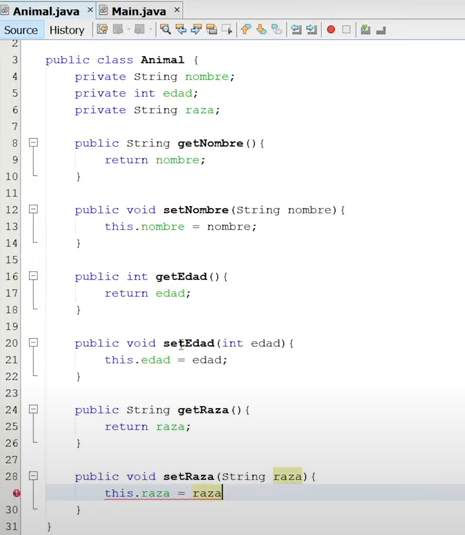 Animal.java × Main.java ×
Source History
2
3 public class Animal {
4 private String nombre;
5 private int edad;
6 private String raza;
7
8 public String getNombre(){
9 return nombre;
10 }
11
12 public void setNombre(String nombre){
13 this.nombre = nombre;
14 }
15
16 public int getEdad(){
17 return edad;
18 }
19
20 public void setEdad(int edad){
21 this.edad = edad;
22 }
23
24 public String getRaza(){
25 return raza;
26 }
27
28 public void setRaza(String raza){
this.raza = raza
30 }
31 }